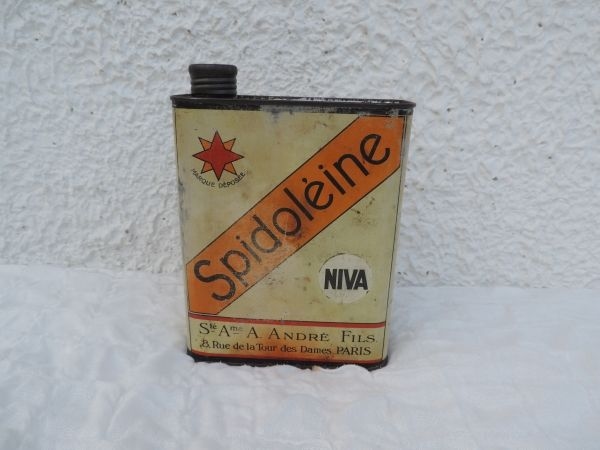 MARQUE DÉPOSÉE
Spidoléine
NIVA
Sté Ame A. ANDRÉ FILS
8, Rue de la Tour des Dames, PARIS